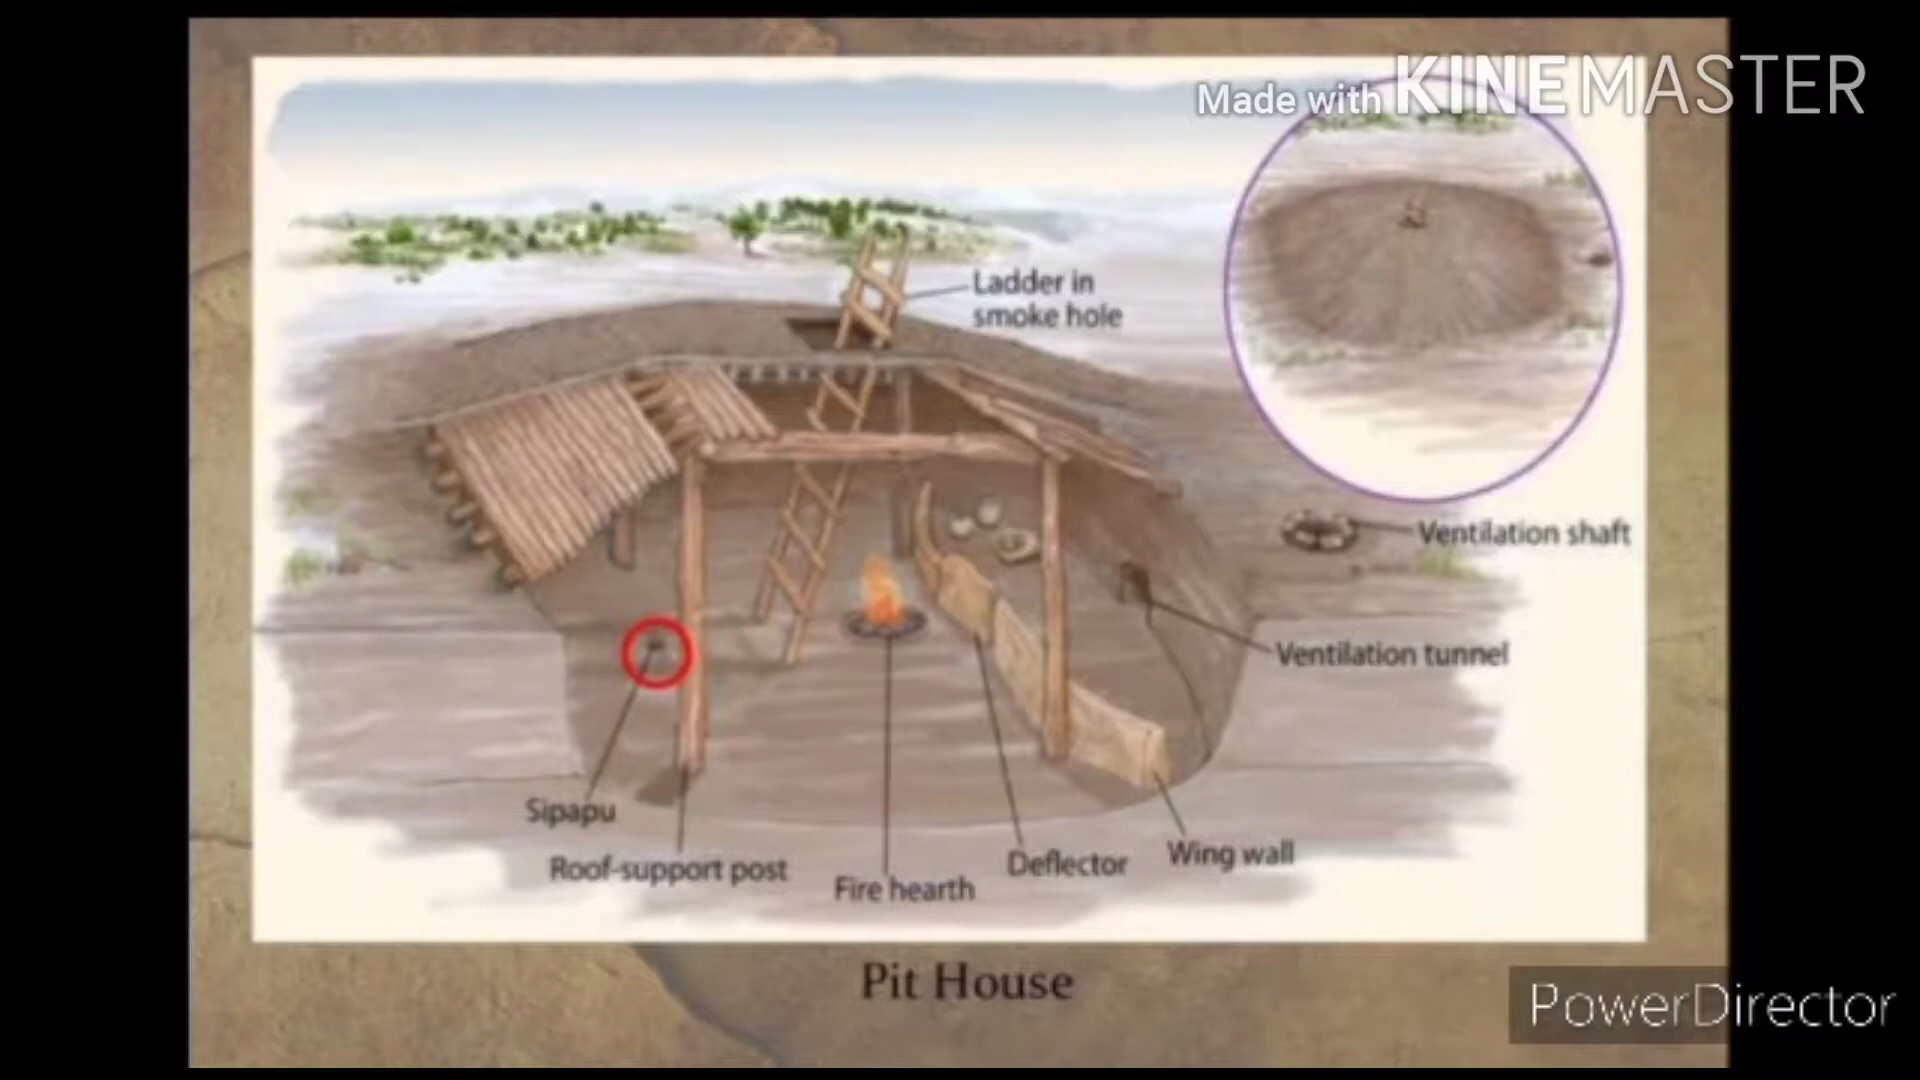 Made with KINEMASTER
Ladder in
smoke hole
Ventilation shaft
Ventilation tunnel
Sipapu
Roof-support post
Fire hearth
Deflector
Wing wall
Pit House
PowerDirector